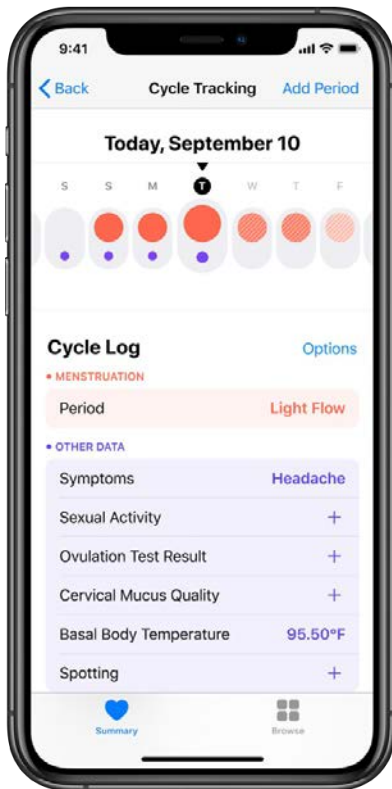 9:41
Back Cycle Tracking Add Period
Today, September 10
S S M T W T F
Cycle Log Options
• MENSTRUATION
Period Light Flow
• OTHER DATA
Symptoms Headache
Sexual Activity +
Ovulation Test Result +
Cervical Mucus Quality +
Basal Body Temperature 95.50°F
Spotting +
Summary Browse